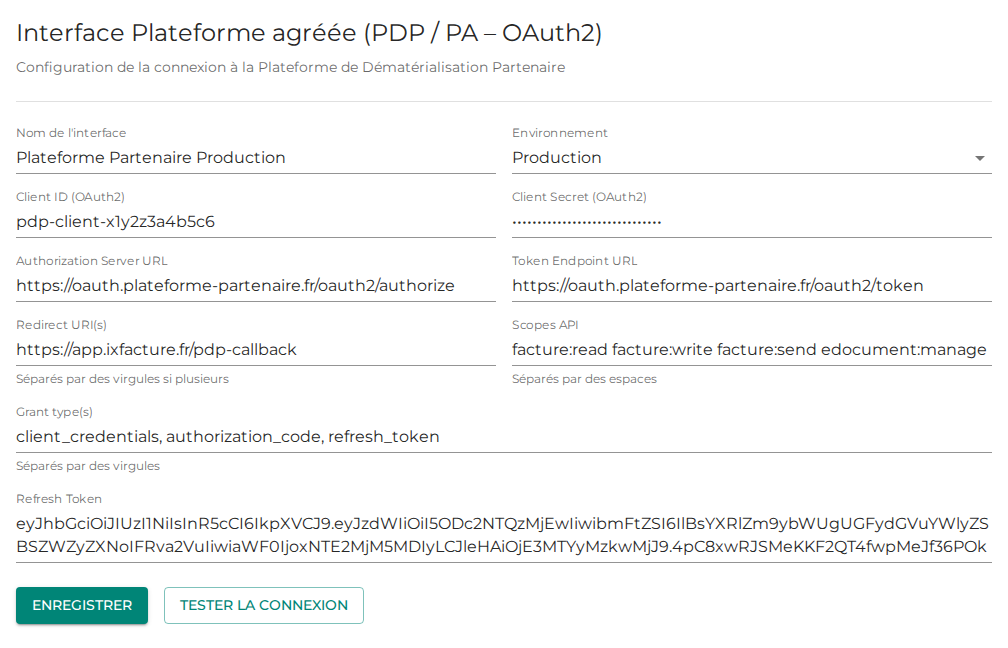 Interface Plateforme agréée (PDP / PA – OAuth2)
Configuration de la connexion à la Plateforme de Dématérialisation Partenaire
Nom de l'interface
Plateforme Partenaire Production
Environnement
Production
Client ID (OAuth2)
pdp-client-x1y2z3a4b5c6
Client Secret (OAuth2)
••••••••••••••••••••••••••••••
Authorization Server URL
https://oauth.plateforme-partenaire.fr/oauth2/authorize
Token Endpoint URL
https://oauth.plateforme-partenaire.fr/oauth2/token
Redirect URI(s)
https://app.ixfacture.fr/pdp-callback
Séparés par des virgules si plusieurs
Scopes API
facture:read facture:write facture:send edocument:manage
Séparés par des espaces
Grant type(s)
client_credentials, authorization_code, refresh_token
Séparés par des virgules
Refresh Token
eyJhbGciOiJIUzI1NiIsInR5cCI6IkpXVCJ9.eyJzdWIiOiI5ODc2NTQzMjEwIiwibmFtZSI6IlBsYXRlZm9ybWUgUGFydGVuYWlyZS
BSZWZyZXNoIFRva2VuIiwiaWF0IjoxNTE2MjM5MDIyLCJleHAiOjE3MTYyMzkwMjJ9.4pC8xwRJSMeKKF2QT4fwpMeJf36POk
ENREGISTRER
TESTER LA CONNEXION